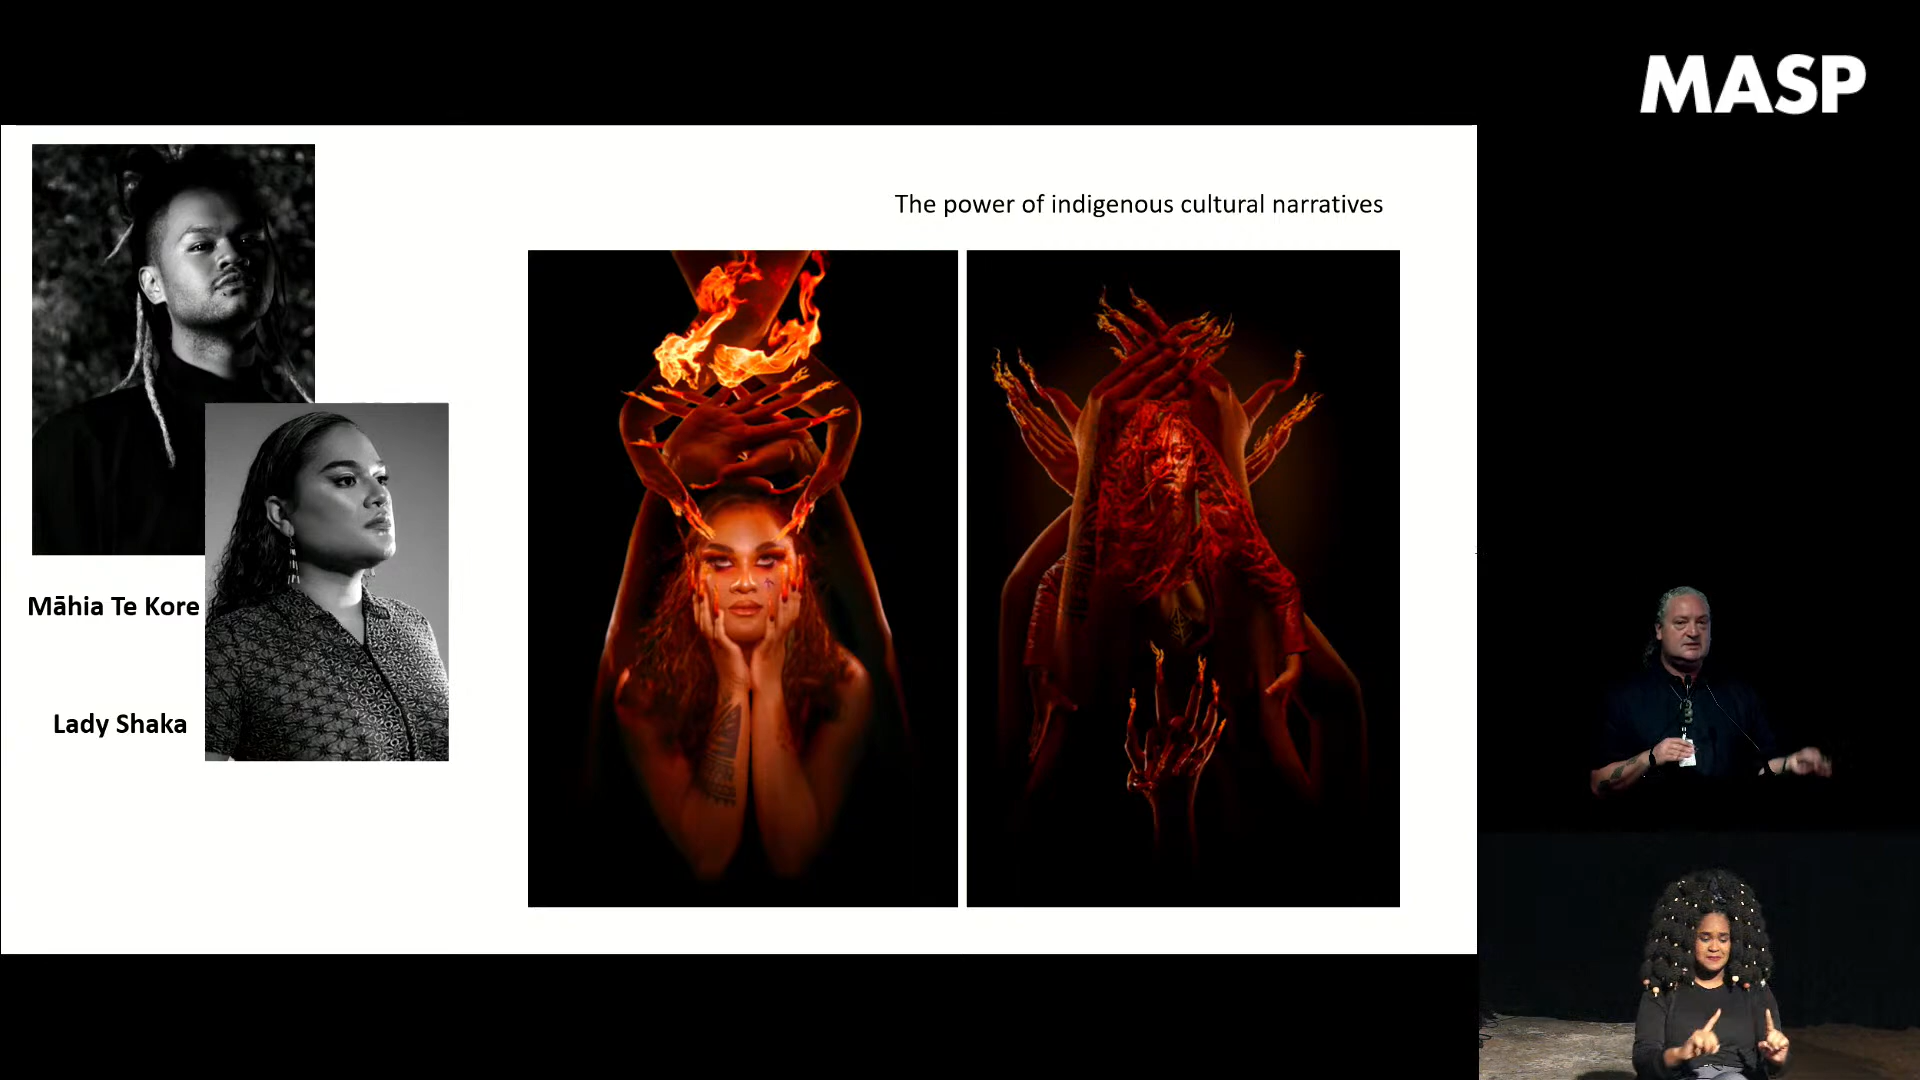 MASP
The power of indigenous cultural narratives
Māhia Te Kore
Lady Shaka